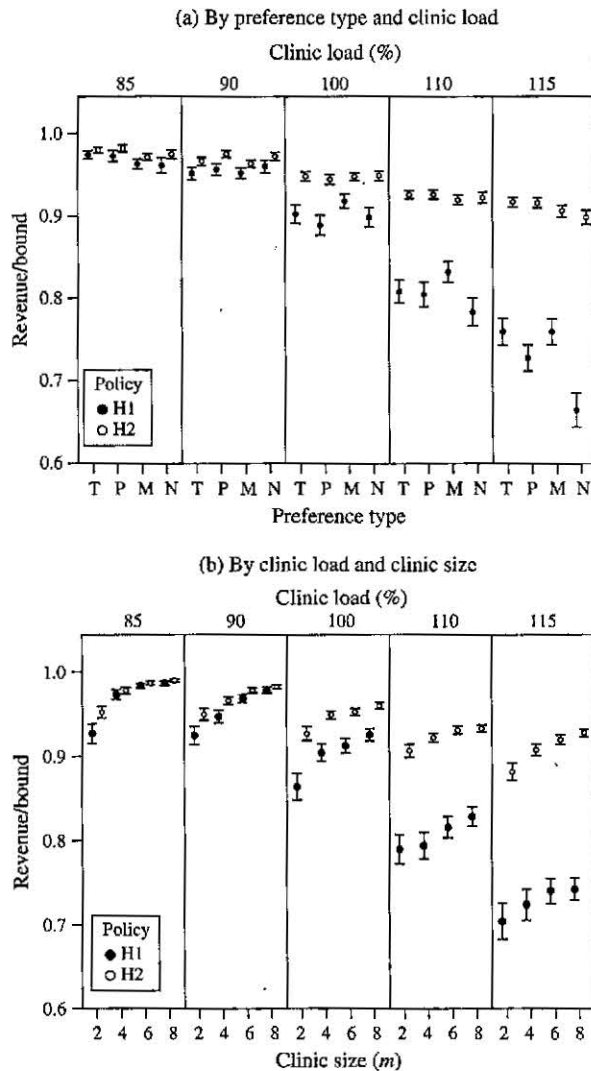 (a) By preference type and clinic load
Clinic load (%)
85 90 100 110 115
1.0
0.9
0.8
0.7
0.6
Revenue/bound
Policy
H1
H2
T P M N T P M N T P M N T P M N T P M N
Preference type
(b) By clinic load and clinic size
Clinic load (%)
85 90 100 110 115
1.0
0.9
0.8
0.7
0.6
Revenue/bound
Policy
H1
H2
2 4 6 8 2 4 6 8 2 4 6 8 2 4 6 8 2 4 6 8
Clinic size (m)